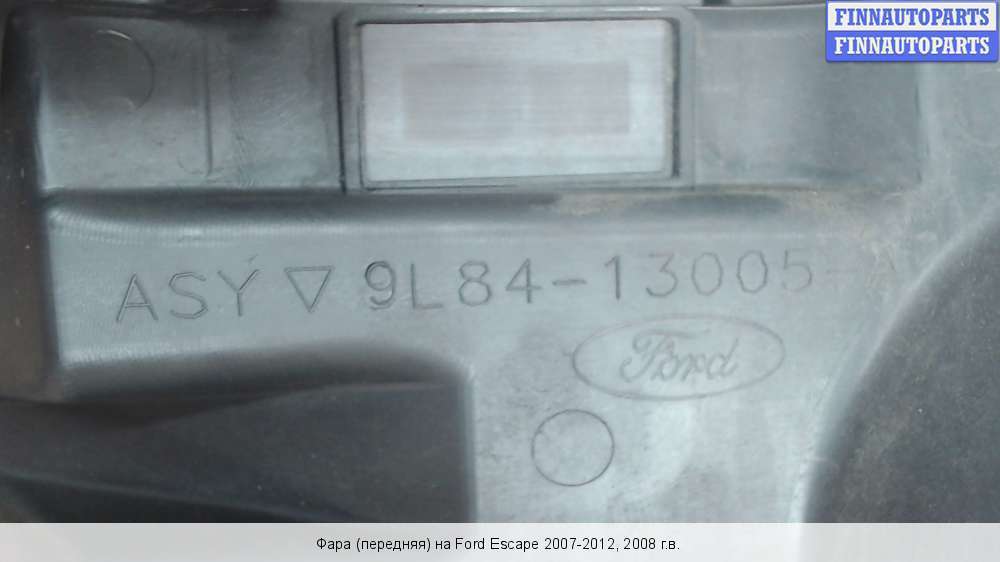 FINNAUTOPARTS
FINNAUTOPARTS
ASY ▽ 9L84-13005-
Ford
Фара (передняя) на Ford Escape 2007-2012, 2008 г.в.